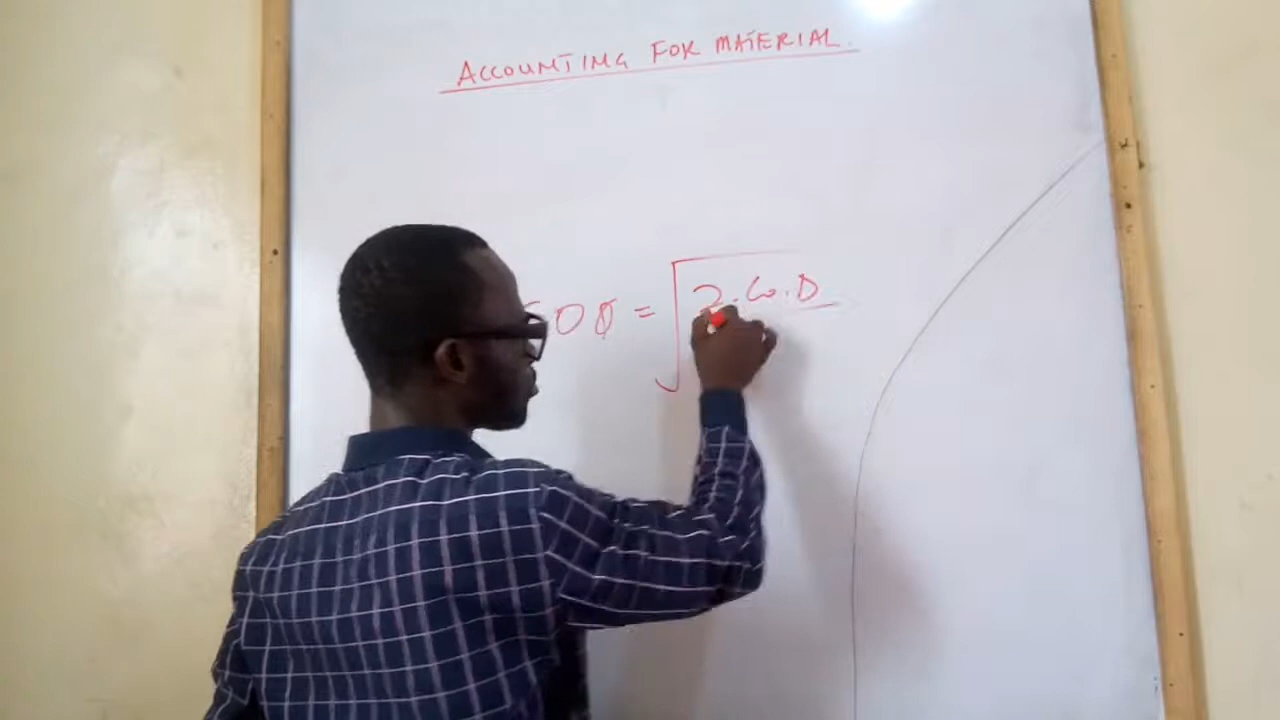 ACCOUNTING FOR MATERIAL.
EOQ = √2.Co.D